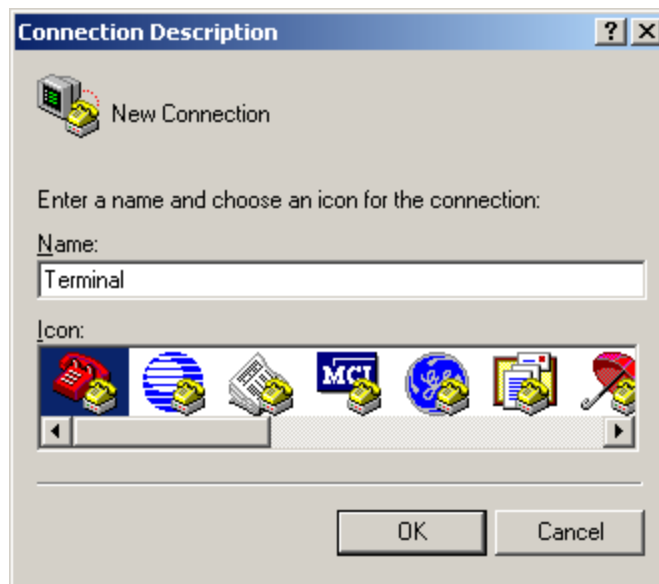 Connection Description
New Connection
Enter a name and choose an icon for the connection:
Name:
Terminal
Icon:
MCI
OK
Cancel